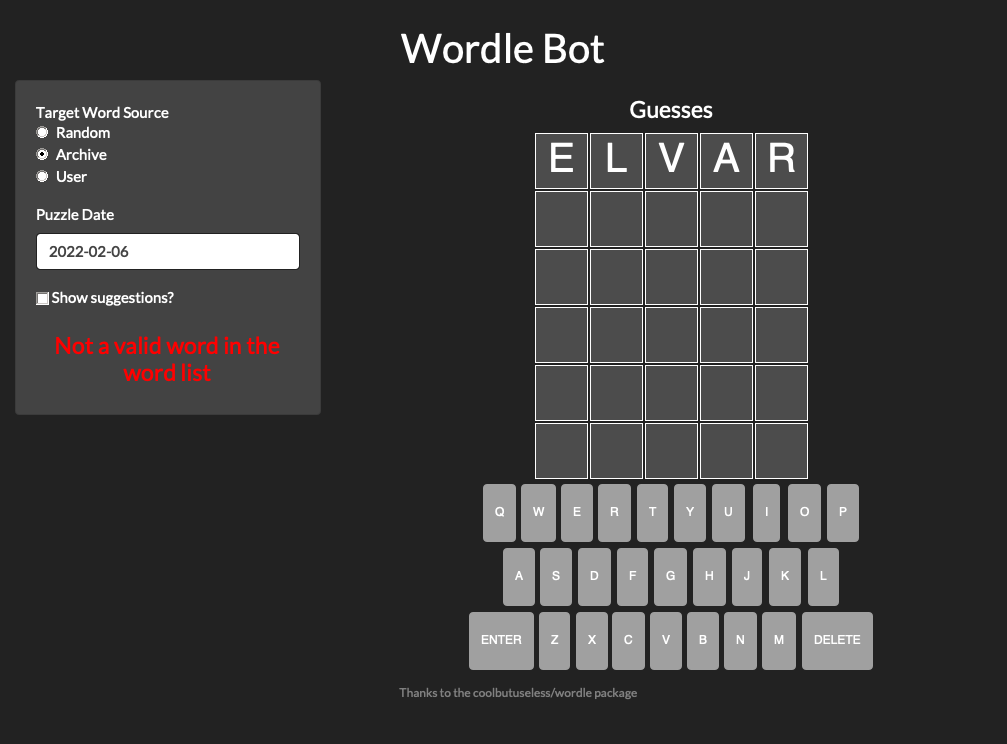 Wordle Bot
Target Word Source
Random
Archive
User
Puzzle Date
2022-02-06
Show suggestions?
Not a valid word in the
word list
Guesses
E L V A R
Q W E R T Y U I O P
A S D F G H J K L
ENTER Z X C V B N M DELETE
Thanks to the coolbutuseless/wordle package